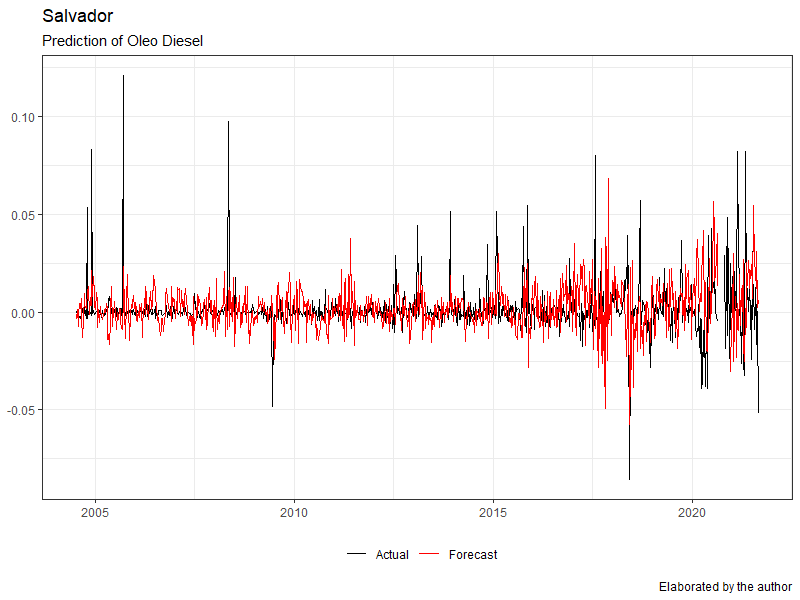 Salvador
Prediction of Oleo Diesel
0.10
0.05
0.00
-0.05
2005 2010 2015 2020
Actual Forecast
Elaborated by the author